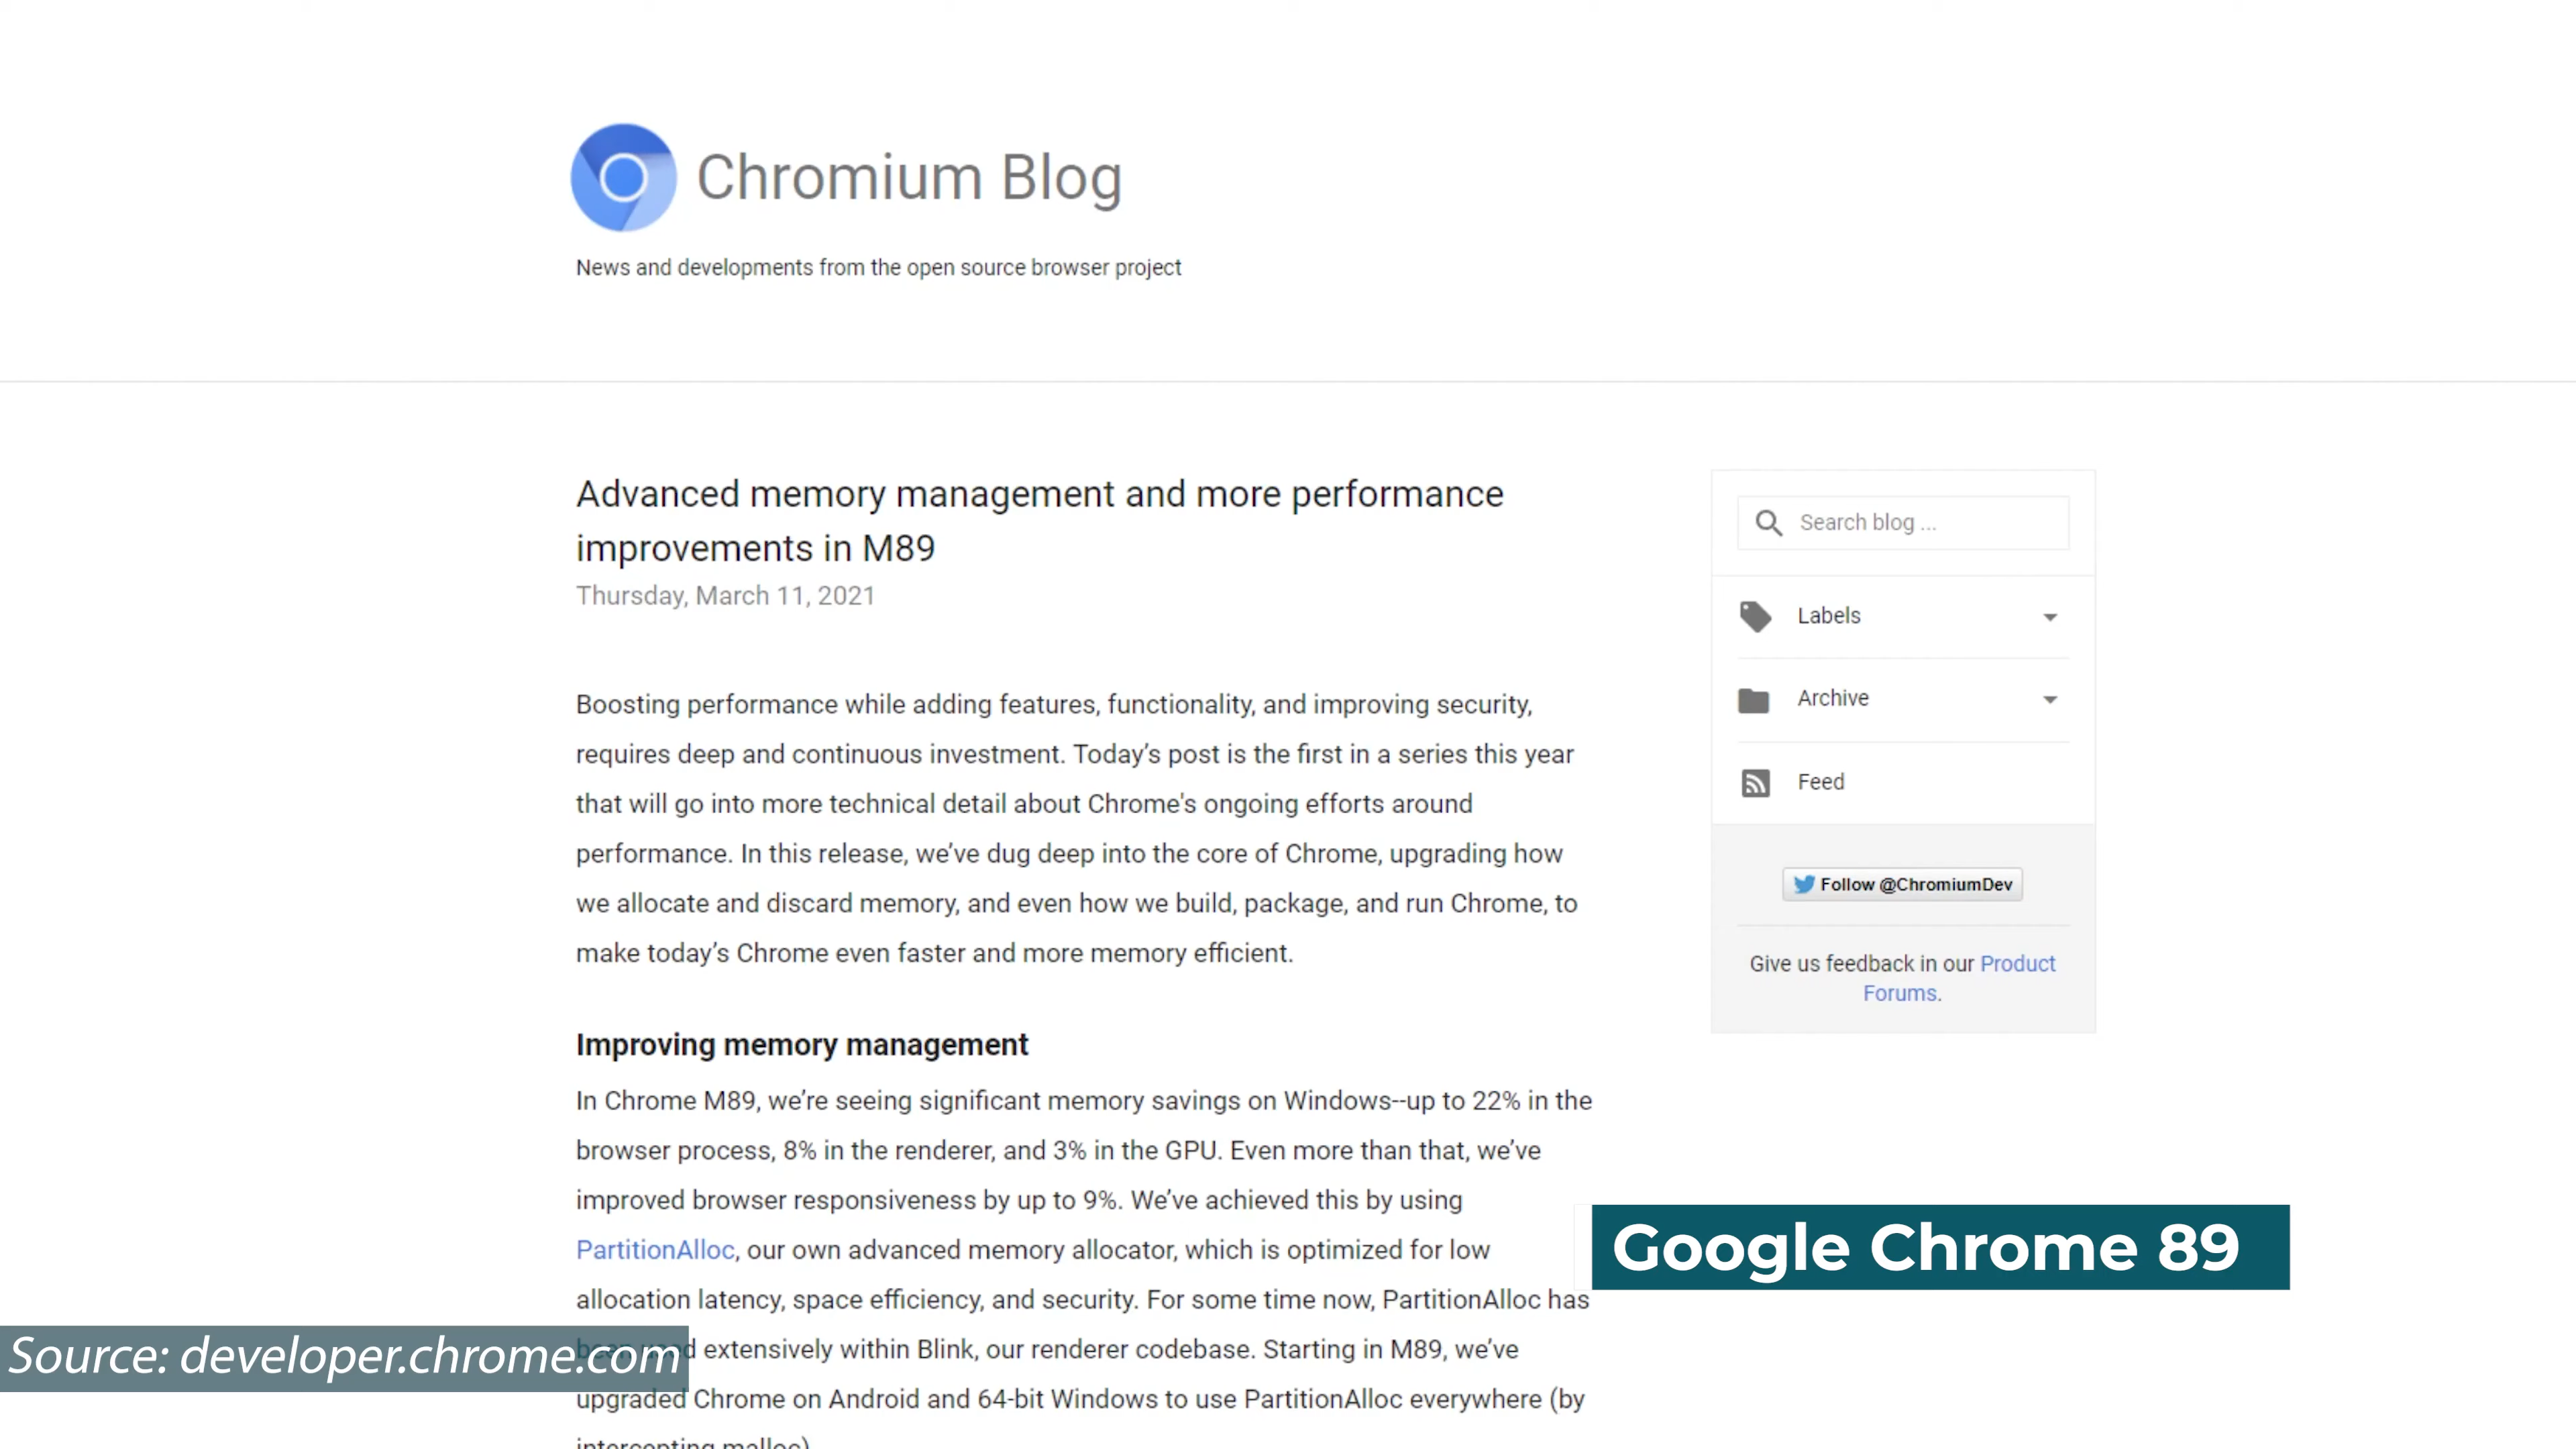 Chromium Blog
News and developments from the open source browser project
Advanced memory management and more performance
improvements in M89
Thursday, March 11, 2021
Boosting performance while adding features, functionality, and improving security,
requires deep and continuous investment. Today’s post is the first in a series this year
that will go into more technical detail about Chrome's ongoing efforts around
performance. In this release, we’ve dug deep into the core of Chrome, upgrading how
we allocate and discard memory, and even how we build, package, and run Chrome, to
make today’s Chrome even faster and more memory efficient.
Improving memory management
In Chrome M89, we’re seeing significant memory savings on Windows--up to 22% in the
browser process, 8% in the renderer, and 3% in the GPU. Even more than that, we’ve
improved browser responsiveness by up to 9%. We’ve achieved this by using
PartitionAlloc, our own advanced memory allocator, which is optimized for low
allocation latency, space efficiency, and security. For some time now, PartitionAlloc has
been used extensively within Blink, our renderer codebase. Starting in M89, we’ve
upgraded Chrome on Android and 64-bit Windows to use PartitionAlloc everywhere (by
intercepting malloc)
Search blog ...
Labels
Archive
Feed
Follow @ChromiumDev
Give us feedback in our Product
Forums.
Google Chrome 89
Source: developer.chrome.com